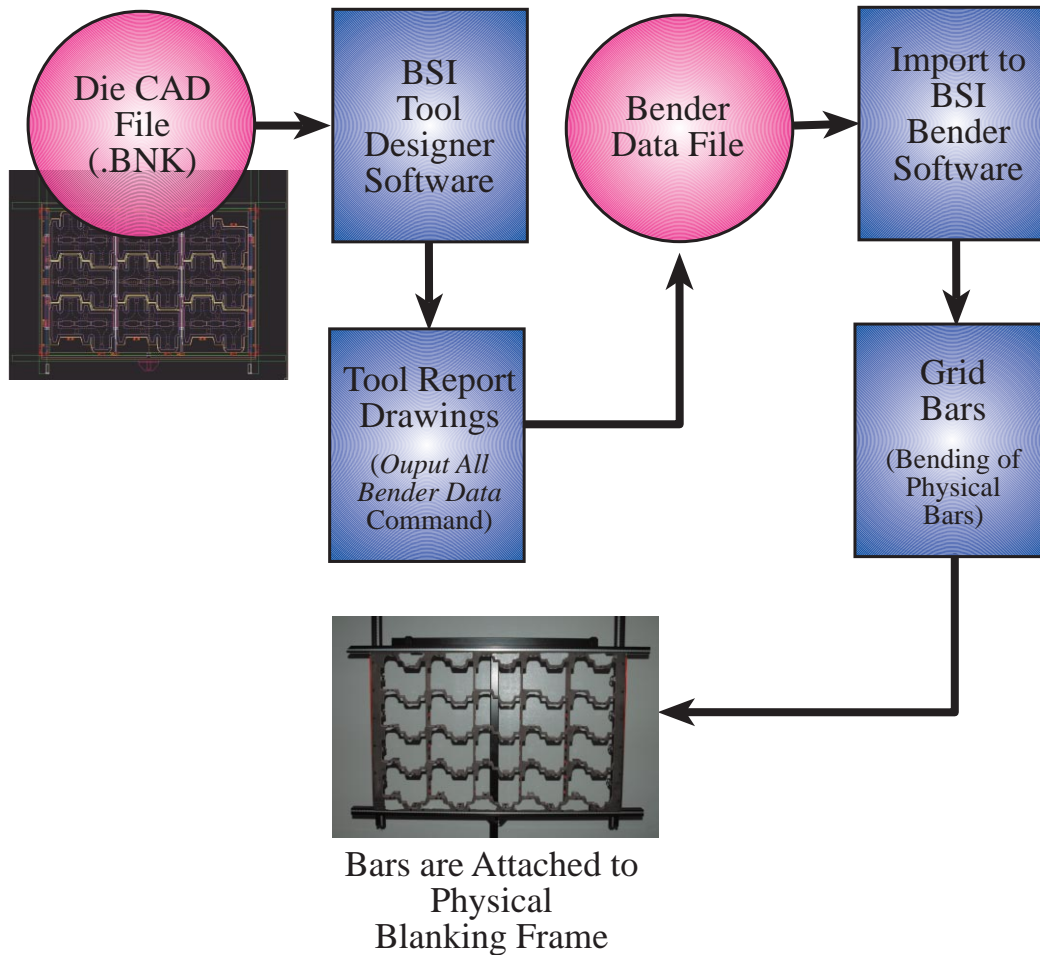 Die CAD
File
(.BNK)
BSI
Tool
Designer
Software
Tool Report
Drawings
(Ouput All
Bender Data
Command)
Bender
Data File
Import to
BSI
Bender
Software
Grid
Bars
(Bending of
Physical
Bars)
Bars are Attached to
Physical
Blanking Frame